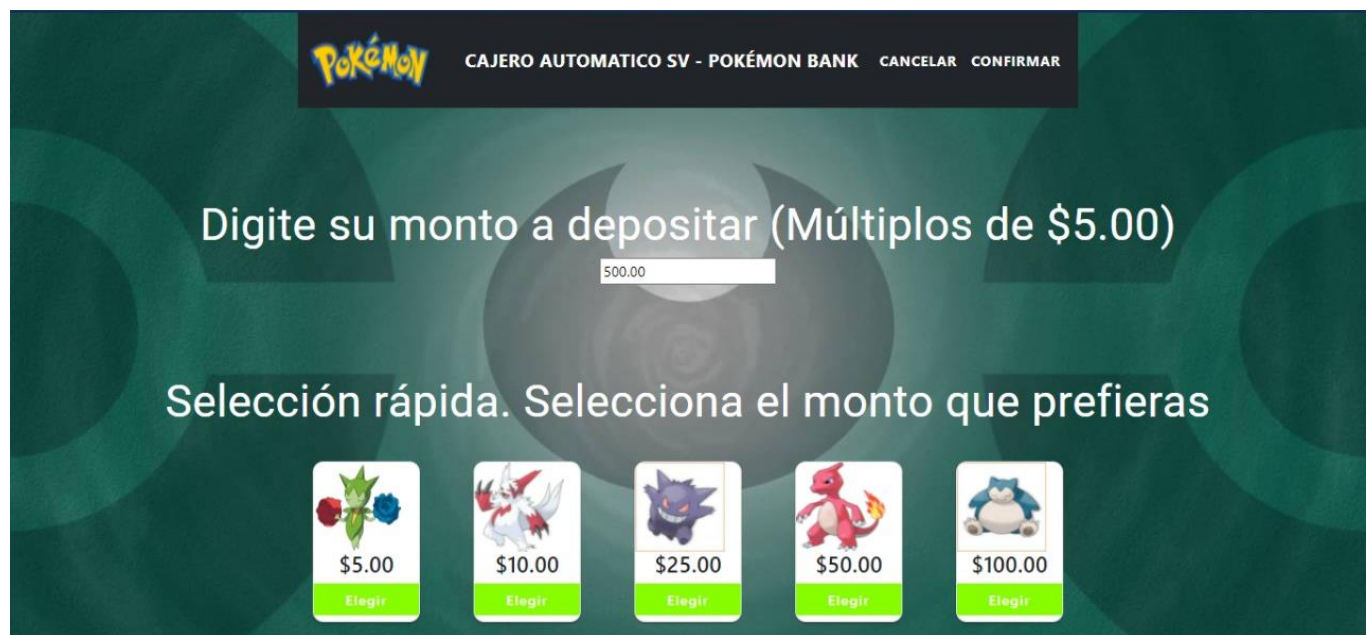 Pokémon CAJERO AUTOMATICO SV - POKÉMON BANK CANCELAR CONFIRMAR
Digite su monto a depositar (Múltiplos de $5.00)
500.00
Selección rápida. Selecciona el monto que prefieras
$5.00 $10.00 $25.00 $50.00 $100.00
Elegir Elegir Elegir Elegir Elegir